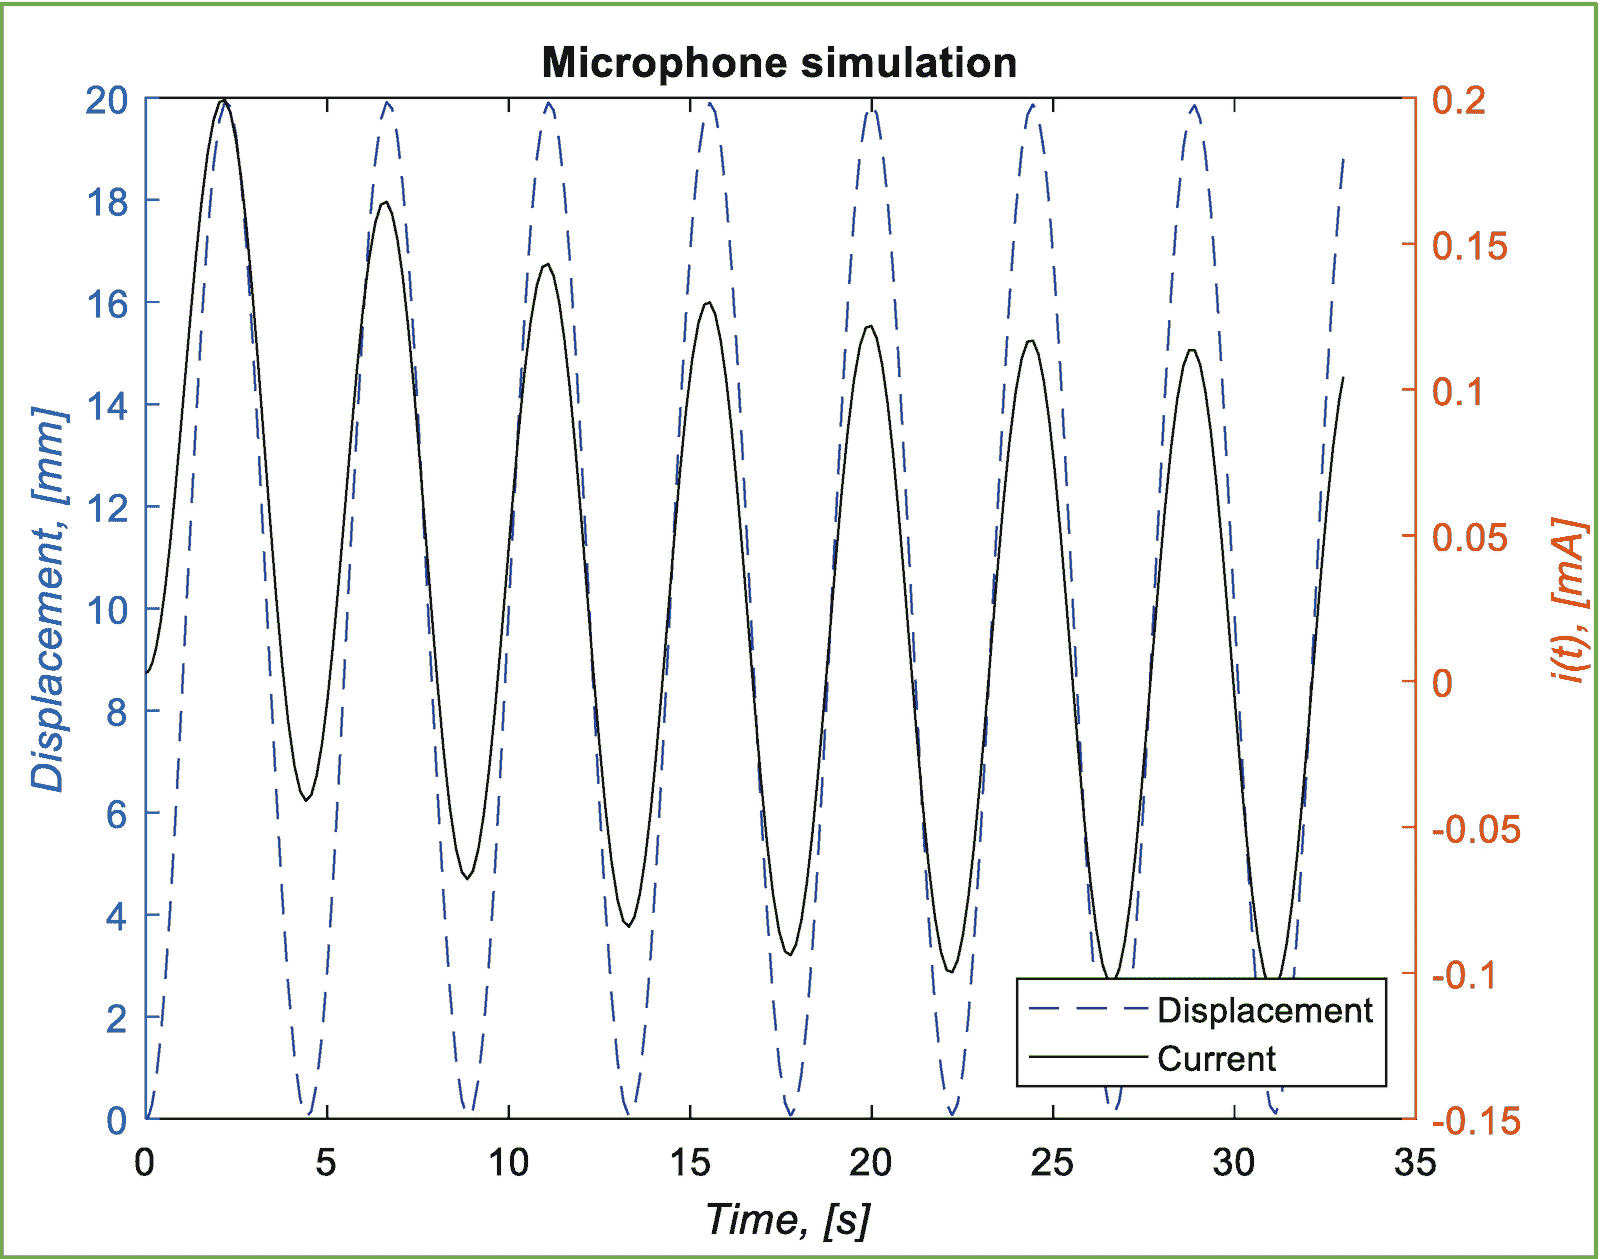 Microphone simulation
20
18
16
14
12
10
8
6
4
2
0
Displacement, [mm]
0.2
0.15
0.1
0.05
0
-0.05
-0.1
-0.15
i(t), [mA]
Displacement
Current
0 5 10 15 20 25 30 35
Time, [s]